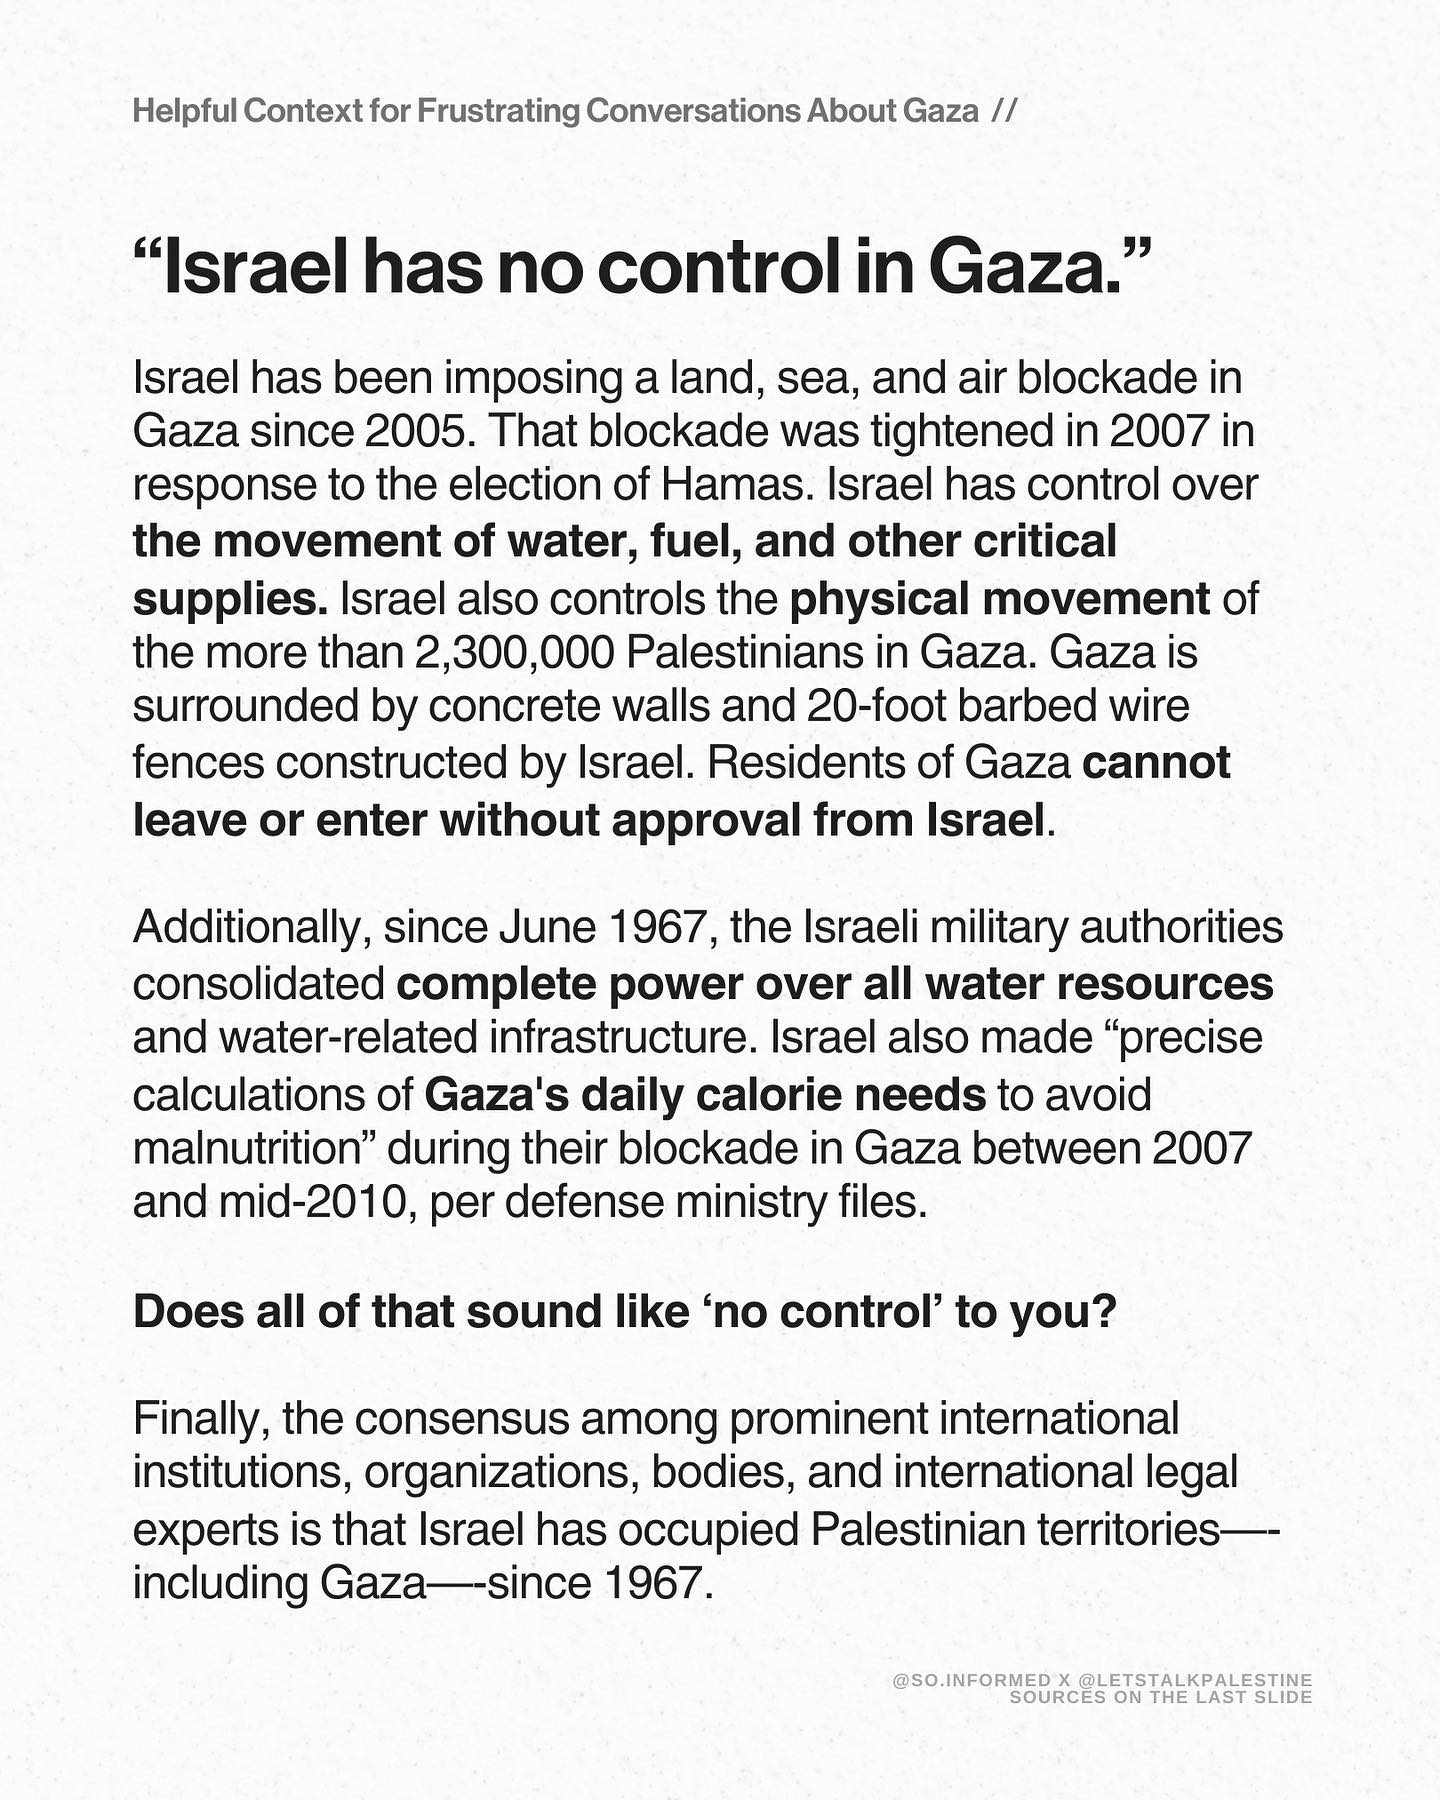 Helpful Context for Frustrating Conversations About Gaza //
“Israel has no control in Gaza.”
Israel has been imposing a land, sea, and air blockade in
Gaza since 2005. That blockade was tightened in 2007 in
response to the election of Hamas. Israel has control over
the movement of water, fuel, and other critical
supplies. Israel also controls the physical movement of
the more than 2,300,000 Palestinians in Gaza. Gaza is
surrounded by concrete walls and 20-foot barbed wire
fences constructed by Israel. Residents of Gaza cannot
leave or enter without approval from Israel.
Additionally, since June 1967, the Israeli military authorities
consolidated complete power over all water resources
and water-related infrastructure. Israel also made “precise
calculations of Gaza's daily calorie needs to avoid
malnutrition” during their blockade in Gaza between 2007
and mid-2010, per defense ministry files.
Does all of that sound like ‘no control’ to you?
Finally, the consensus among prominent international
institutions, organizations, bodies, and international legal
experts is that Israel has occupied Palestinian territories—-
including Gaza—-since 1967.
@SO.INFORMED X @LETSTALKPALESTINE
SOURCES ON THE LAST SLIDE